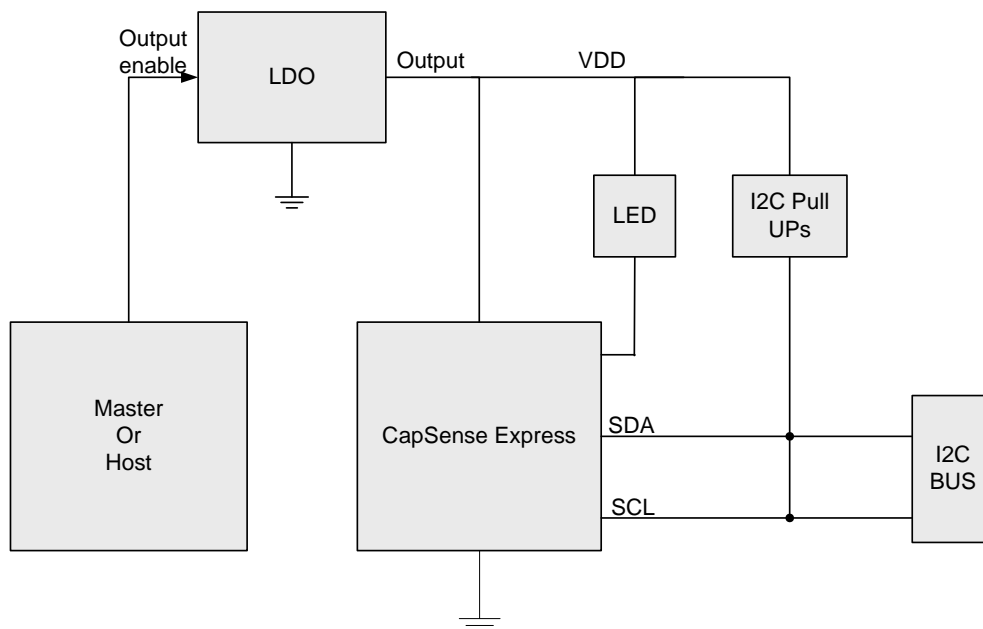 Output
enable
LDO
Output
VDD
LED
I2C Pull
UPs
Master
Or
Host
CapSense Express
SDA
SCL
I2C
BUS